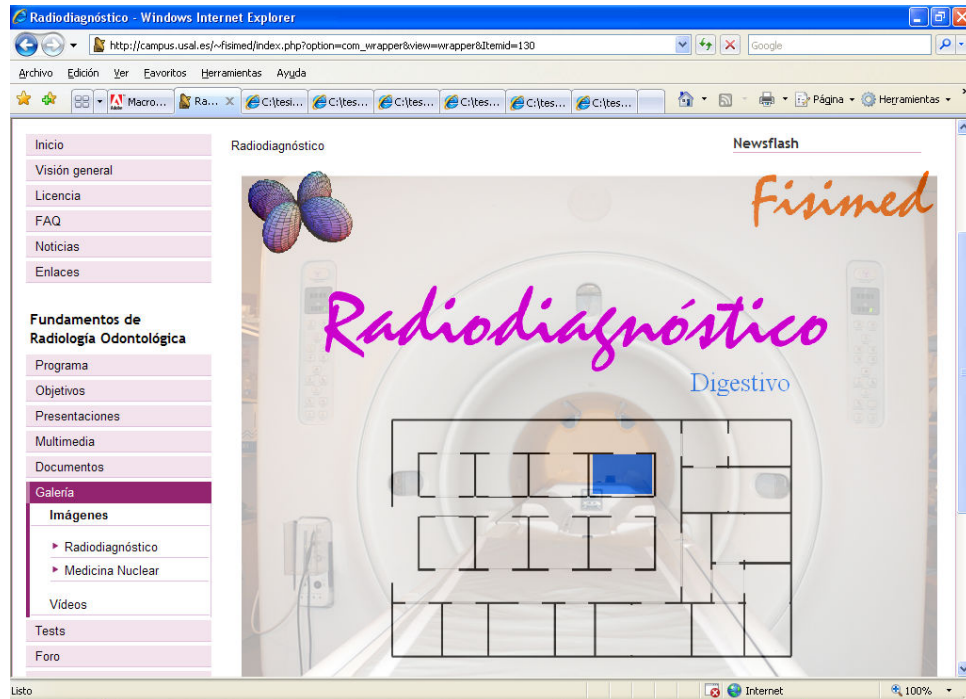 Radiodiagnóstico - Windows Internet Explorer
http://campus.usal.es/~fisimed/index.php?option=com_wrapper&view=wrapper&Itemid=130
Google
Archivo Edición Ver Favoritos Herramientas Ayuda
Macro... Ra... C:\tesi... C:\tes... C:\tes... C:\tes... C:\tes... C:\tes... Página Herramientas
Inicio
Visión general
Licencia
FAQ
Noticias
Enlaces
Fundamentos de
Radiología Odontológica
Programa
Objetivos
Presentaciones
Multimedia
Documentos
Galería
Imágenes
Radiodiagnóstico
Medicina Nuclear
Vídeos
Tests
Foro
Radiodiagnóstico
Newsflash
Fisimed
Radiodiagnóstico
Digestivo
Listo
Internet
100%